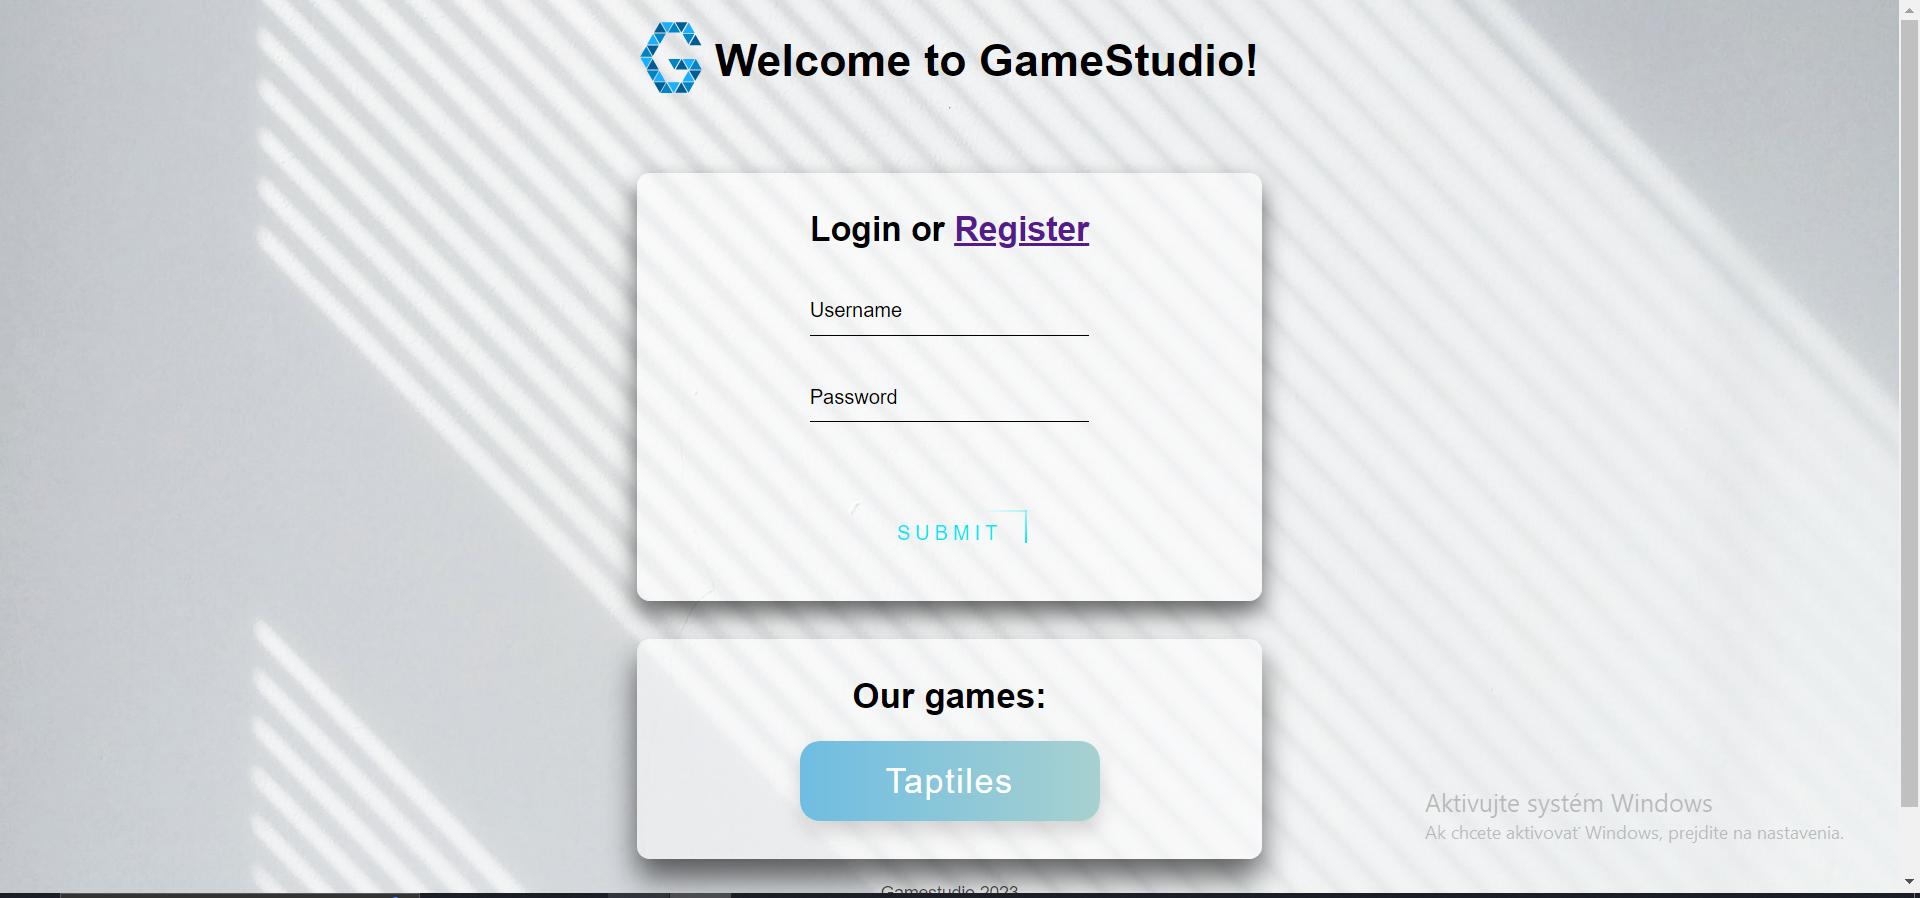 Welcome to GameStudio!
Login or Register
Username
Password
SUBMIT
Our games:
Taptiles
Aktivujte systém Windows
Ak chcete aktivovať Windows, prejdite na nastavenia.
Gamestudio 2023